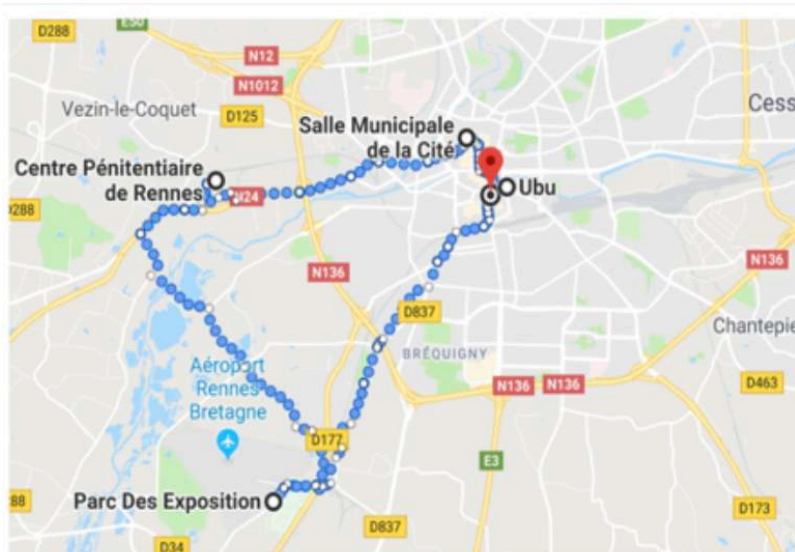 E50
D288
N12
N1012
Vezin-le-Coquet
D125
Cess
Salle Municipale
de la Cité
Centre Pénitentiaire
de Rennes
Ubu
N24
D288
N136
N136
D837
Chantepie
BRÉQUIGNY
Aéroport
Rennes
Bretagne
N136
N136
D463
D177
E3
Parc Des Exposition
88
D837
D173
D34